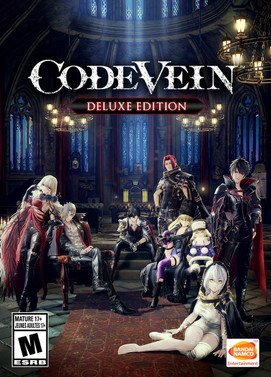 CODE VEIN
DELUXE EDITION
MATURE 17+
JEUNES ADULTES 17+
M
ESRB
BANDAI
NAMCO
Entertainment